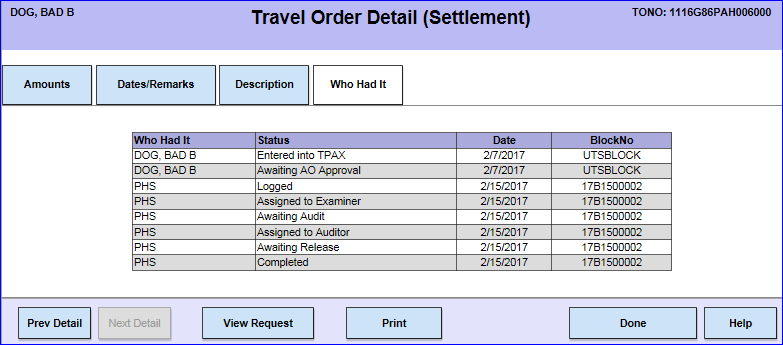 DOG, BAD B Travel Order Detail (Settlement) TONO: 1116G86PAH006000
Amounts Dates/Remarks Description Who Had It
Who Had It Status Date BlockNo
DOG, BAD B Entered into TPAX 2/7/2017 UTSBLOCK
DOG, BAD B Awaiting AO Approval 2/7/2017 UTSBLOCK
PHS Logged 2/15/2017 17B1500002
PHS Assigned to Examiner 2/15/2017 17B1500002
PHS Awaiting Audit 2/15/2017 17B1500002
PHS Assigned to Auditor 2/15/2017 17B1500002
PHS Awaiting Release 2/15/2017 17B1500002
PHS Completed 2/15/2017 17B1500002
Prev Detail Next Detail View Request Print Done Help